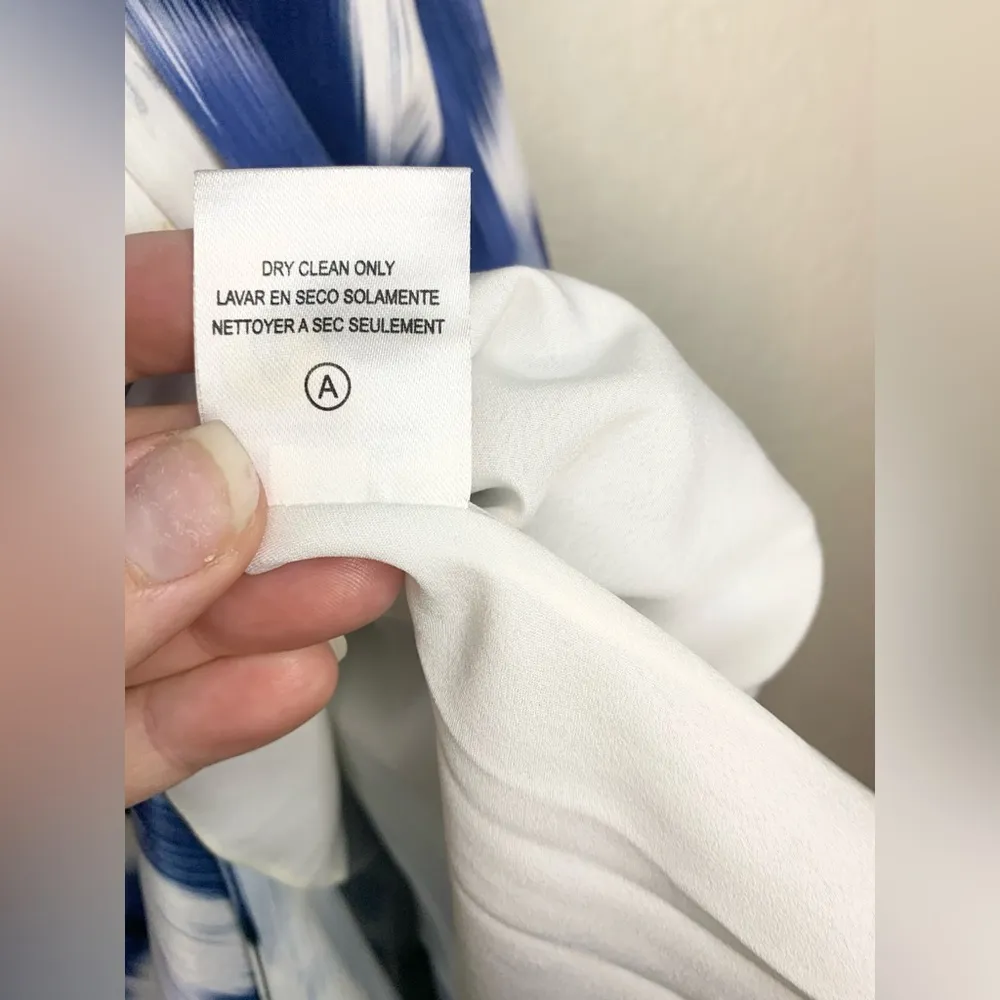 DRY CLEAN ONLY
LAVAR EN SECO SOLAMENTE
NETTOYER A SEC SEULEMENT
A